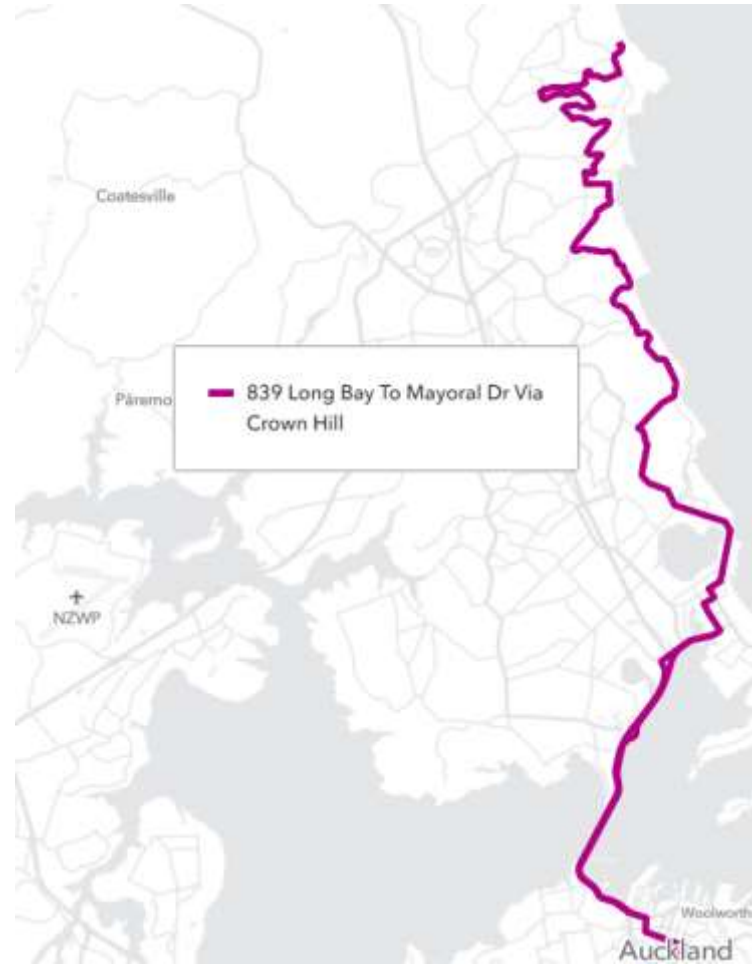 Coatesville
839 Long Bay To Mayoral Dr Via
Crown Hill
Pāremo
NZWP
Woolworth
Auckland